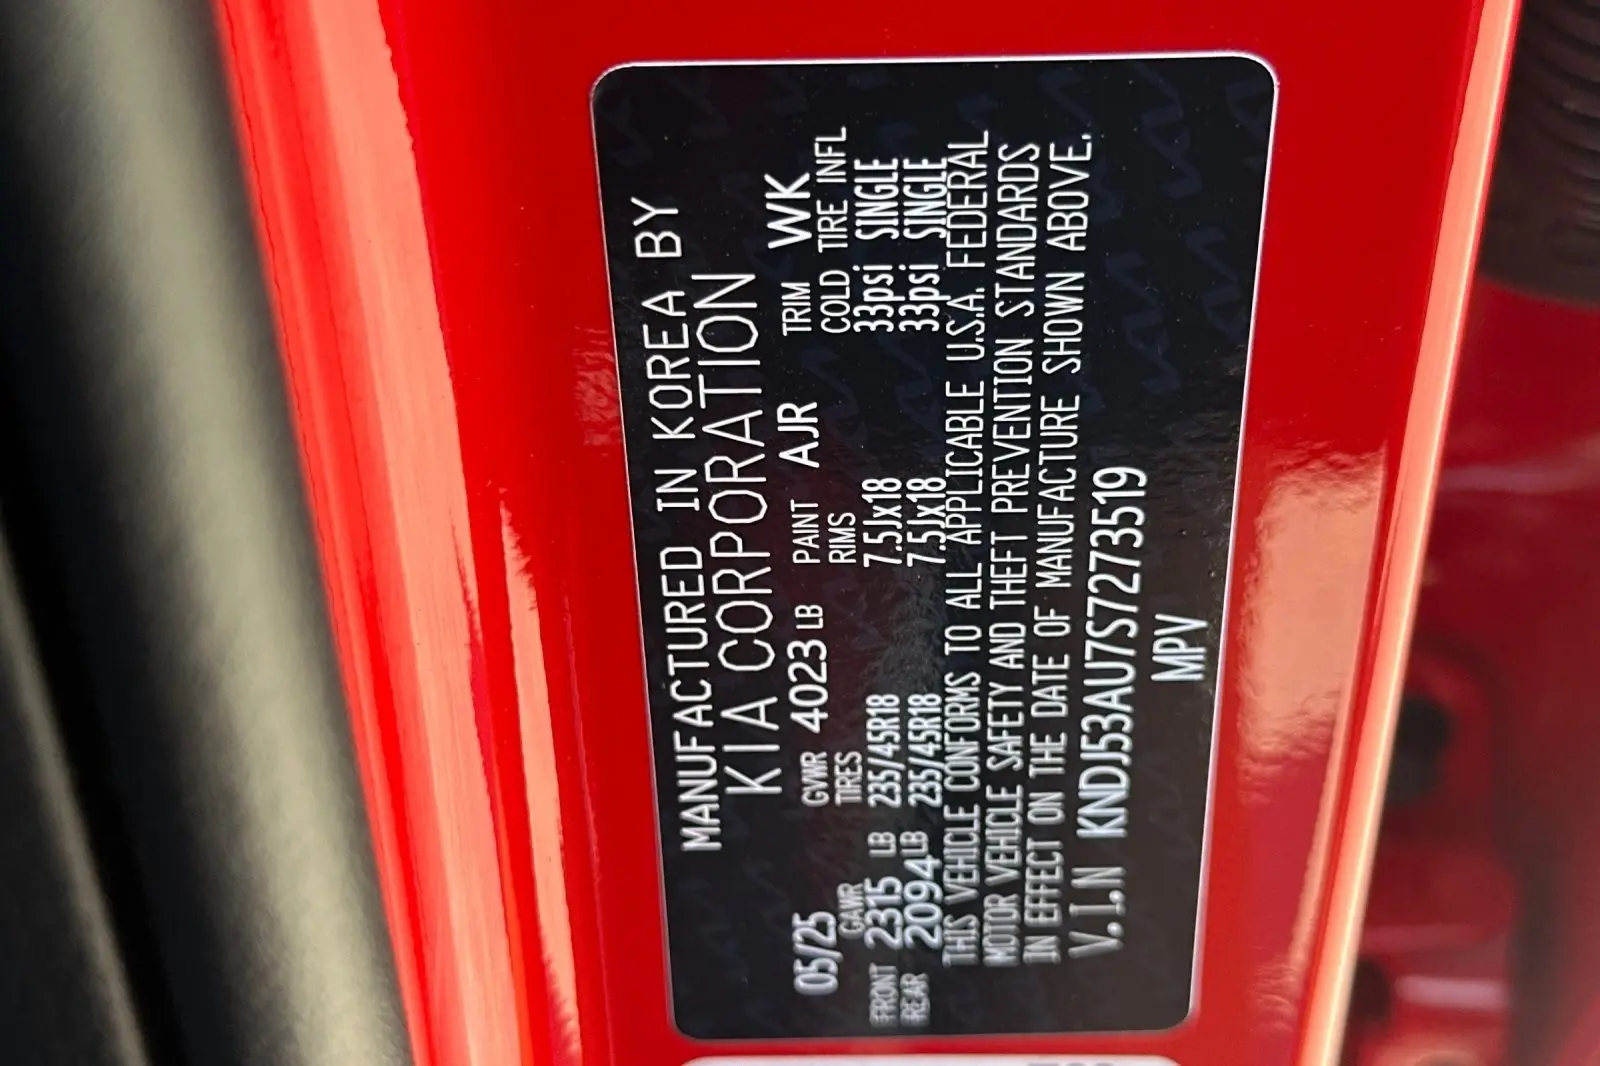 MANUFACTURED IN KOREA BY
KIA CORPORATION
05/25 GVWR 4023 LB PAINT AJR TRIM WK
GAWR TIRES RIMS COLD TIRE INFL
FRONT 2315 LB 235/45R18 7.5Jx18 33psi SINGLE
REAR 2094 LB 235/45R18 7.5Jx18 33psi SINGLE
THIS VEHICLE CONFORMS TO ALL APPLICABLE U.S.A. FEDERAL
MOTOR VEHICLE SAFETY AND THEFT PREVENTION STANDARDS
IN EFFECT ON THE DATE OF MANUFACTURE SHOWN ABOVE.
V.I.N KNDJ53AU7S7273519
MPV